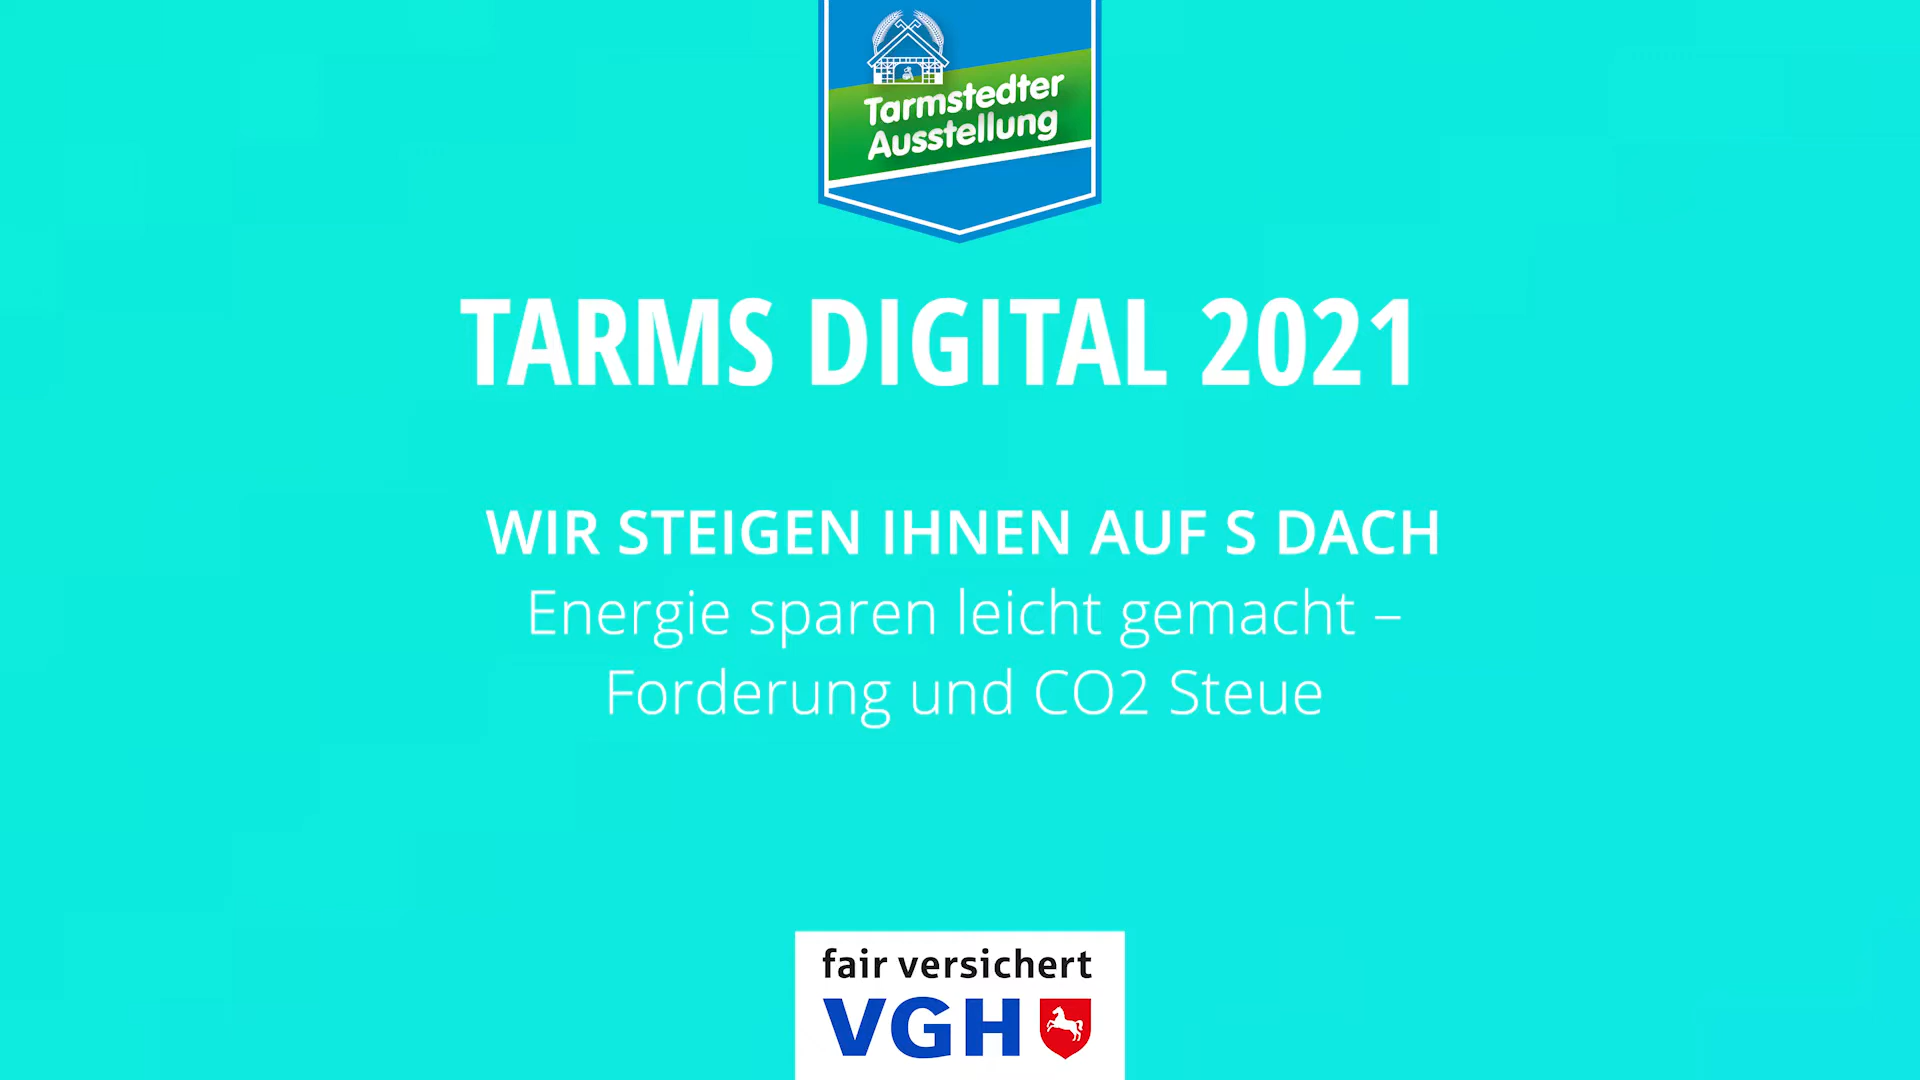 Tarmstedter
Ausstellung
TARMS DIGITAL 2021
WIR STEIGEN IHNEN AUF S DACH
Energie sparen leicht gemacht –
Forderung und CO2 Steue
fair versichert
VGH